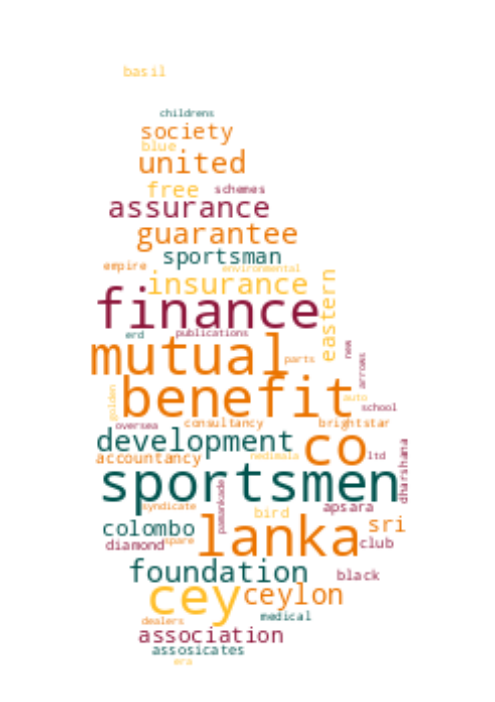 basil
childrens
society
blue
united
free schemes
assurance
guarantee
sportsman
empire environmental
insurance
eastern
finance
erd publications
new
mutual
parts
arrows
benefit
golden
auto
school
oversea consultancy brightstar
development co
accountancy nedimala ltd
dharshana
sportsmen
pamankade
syndicate bird apsara
colombo lanka sri
diamond spare club
foundation black
cey ceylon
dealers medical
association
assosicates
era